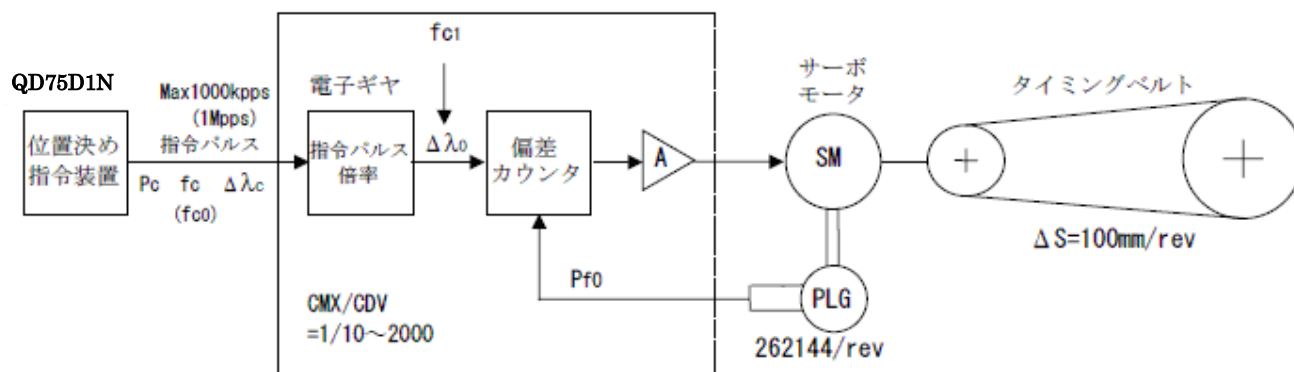 QD75D1N
位置決め
指令装置
Max1000kpps
(1Mpps)
指令パルス
Pc fc Δλc
(fc0)
fc1
電子ギヤ
指令パルス
倍率
Δλ0
偏差
カウンタ
A
Pf0
CMX/CDV
=1/10～2000
サーボ
モータ
SM
PLG
262144/rev
タイミングベルト
ΔS=100mm/rev